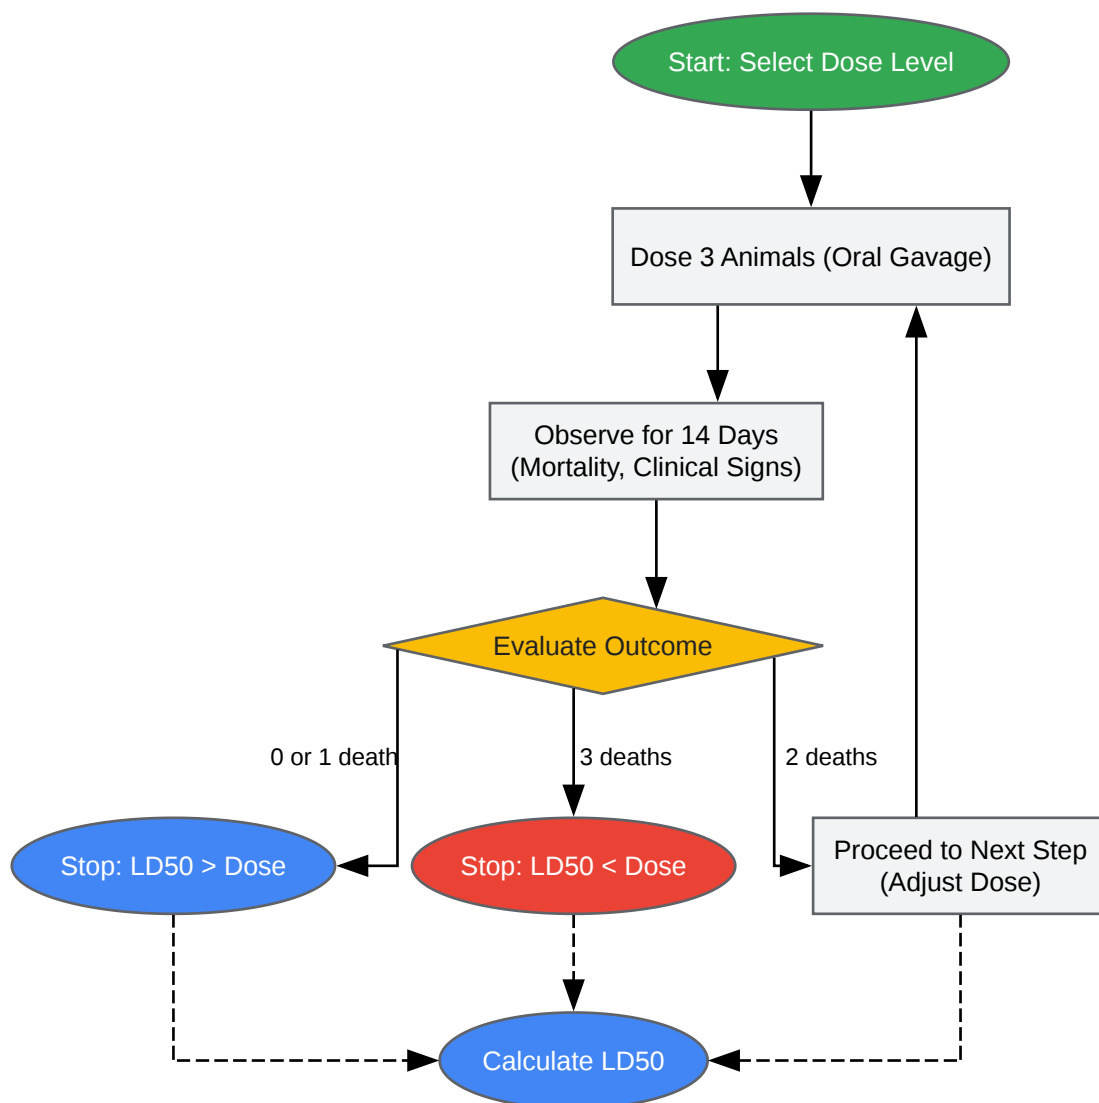 Start: Select Dose Level
Dose 3 Animals (Oral Gavage)
Observe for 14 Days
(Mortality, Clinical Signs)
Evaluate Outcome
0 or 1 death
3 deaths
2 deaths
Stop: LD50 > Dose
Stop: LD50 < Dose
Proceed to Next Step
(Adjust Dose)
Calculate LD50